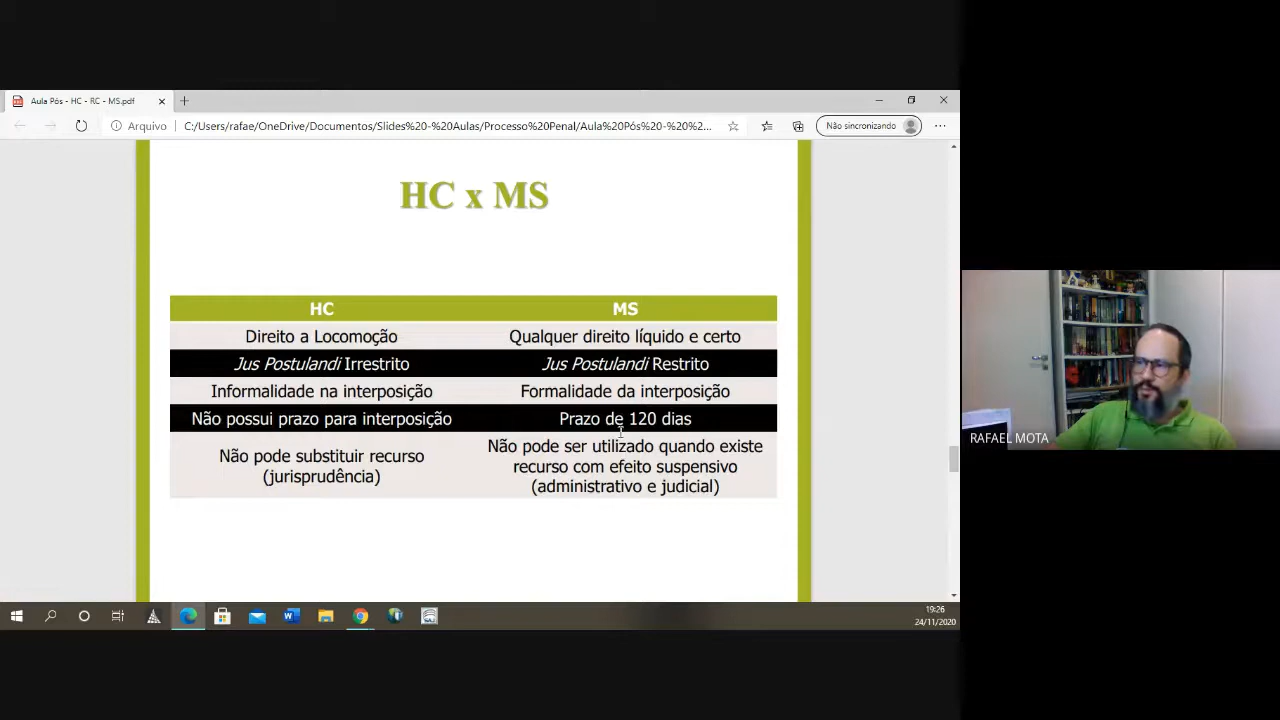 Aula Pós - HC - RC - MS.pdf
Arquivo
C:/Users/rafae/OneDrive/Documentos/Slides%20-%20Aulas/Processo%20Penal/Aula%20Pós%20-%20%2...
Não sincronizando
HC x MS
HC MS
Direito a Locomoção Qualquer direito líquido e certo
Jus Postulandi Irrestrito Jus Postulandi Restrito
Informalidade na interposição Formalidade da interposição
Não possui prazo para interposição Prazo de 120 dias
Não pode substituir recurso
(jurisprudência)
Não pode ser utilizado quando existe
recurso com efeito suspensivo
(administrativo e judicial)
RAFAEL MOTA
19:26
24/11/2020